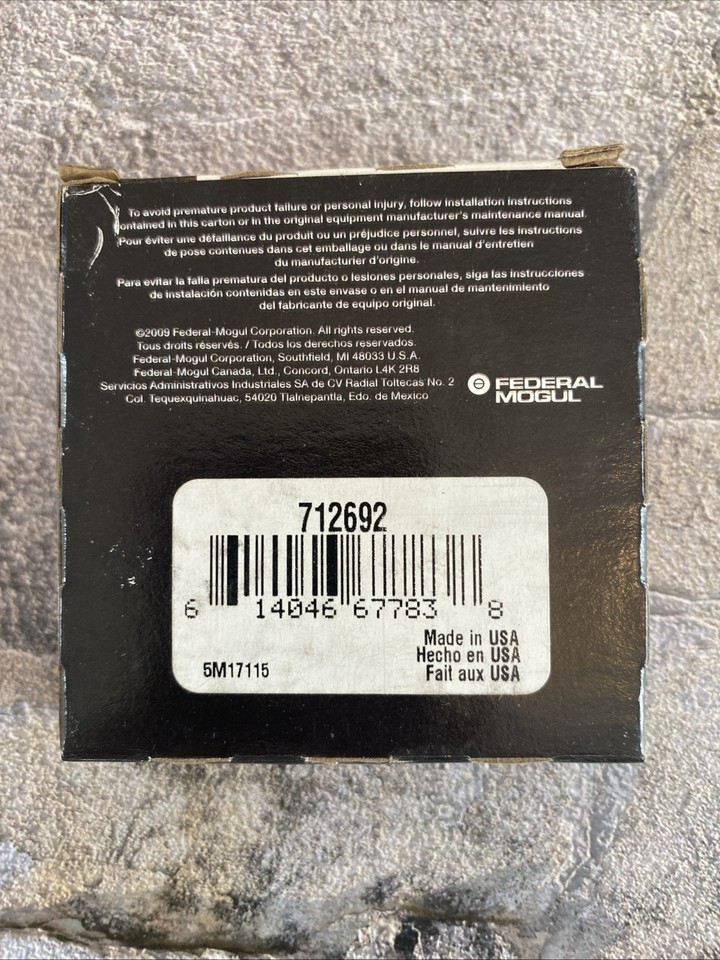 To avoid premature product failure or personal injury, follow installation instructions
contained in this carton or in the original equipment manufacturer's maintenance manual.
Pour éviter une défaillance du produit ou un préjudice personnel, suivre les instructions
de pose contenues dans cet emballage ou dans le manuel d'entretien
du manufacturier d'origine.
Para evitar la falla prematura del producto o lesiones personales, siga las instrucciones
de instalación contenidas en este envase o en el manual de mantenimiento
del fabricante de equipo original.
©2009 Federal-Mogul Corporation. All rights reserved.
Tous droits réservés. / Todos los derechos reservados.
Federal-Mogul Corporation, Southfield, MI 48033 U.S.A.
Federal-Mogul Canada, Ltd., Concord, Ontario L4K 2R8
Servicios Administrativos Industriales SA de CV Radial Toltecas No. 2
Col. Tequexquinahuac, 54020 Tlalnepantla, Edo. de Mexico
FEDERAL
MOGUL
712692
6 14046 67783 8
Made in USA
Hecho en USA
Fait aux USA
5M17115